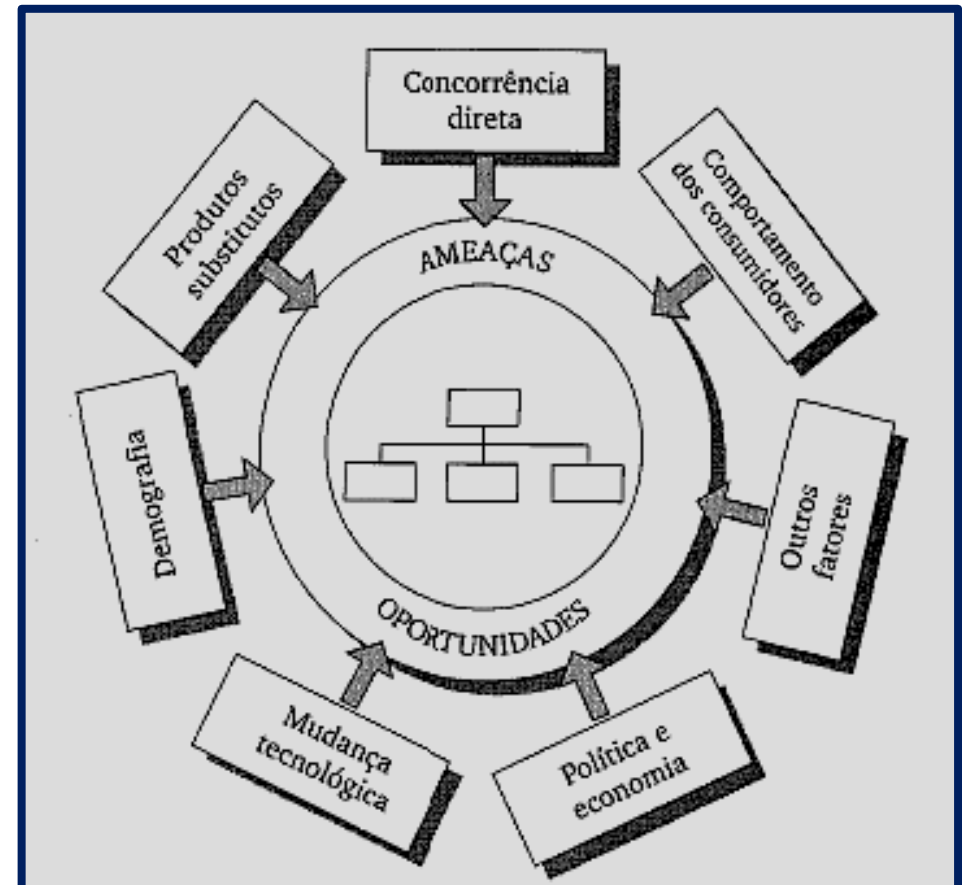 Concorrência
direta
Comportamento
dos consumidores
Outros
fatores
Política e
economia
Mudança
tecnológica
Demografia
Produtos
substitutos
AMEAÇAS
OPORTUNIDADES